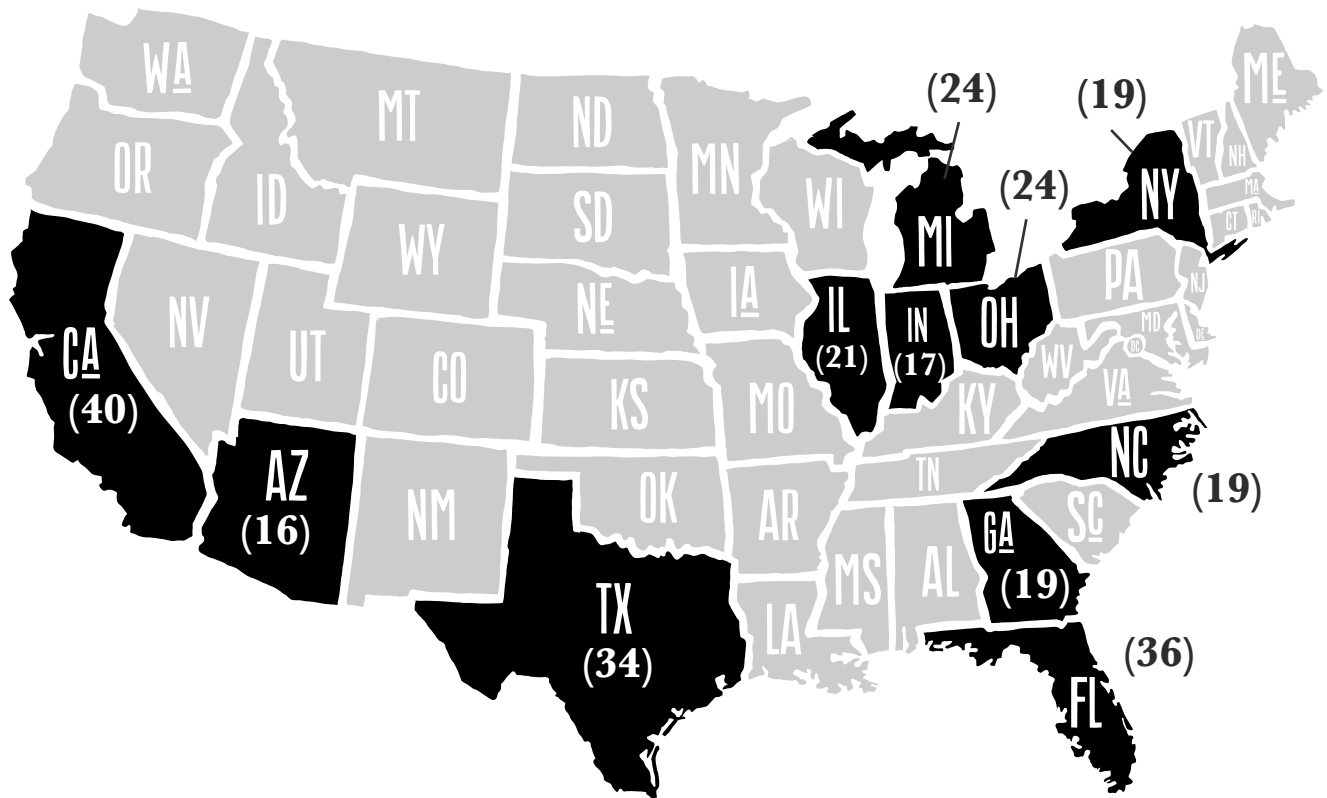 WA
MT
ND
MN
(24)
(19)
ME
VT
NH
OR
ID
WY
SD
WI
MI
(24)
NY
MA
CT
RI
NV
UT
CO
NE
IA
IL
(21)
IN
(17)
OH
PA
NJ
MD
DE
DC
WV
VA
CA
(40)
KS
MO
KY
AZ
(16)
NM
OK
AR
TN
NC
(19)
SC
TX
(34)
LA
MS
AL
GA
(19)
FL
(36)